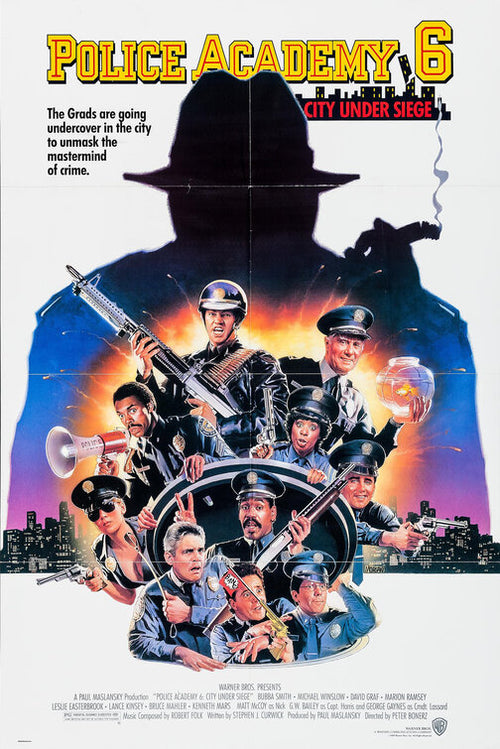 POLICE ACADEMY 6
CITY UNDER SIEGE
The Grads are going
undercover in the city
to unmask the
mastermind
of crime.
POLICE
WARNER BROS. PRESENTS
A PAUL MASLANSKY Production "POLICE ACADEMY 6: CITY UNDER SIEGE" BUBBA SMITH • MICHAEL WINSLOW • DAVID GRAF • MARION RAMSEY
LESLIE EASTERBROOK • LANCE KINSEY • BRUCE MAHLER • KENNETH MARS MATT McCOY as Nick G.W. BAILEY as Capt. Harris and GEORGE GAYNES as Cmdt. Lassard
Music Composed by ROBERT FOLK Written by STEPHEN J. CURWICK Produced by PAUL MASLANSKY Directed by PETER BONERZ